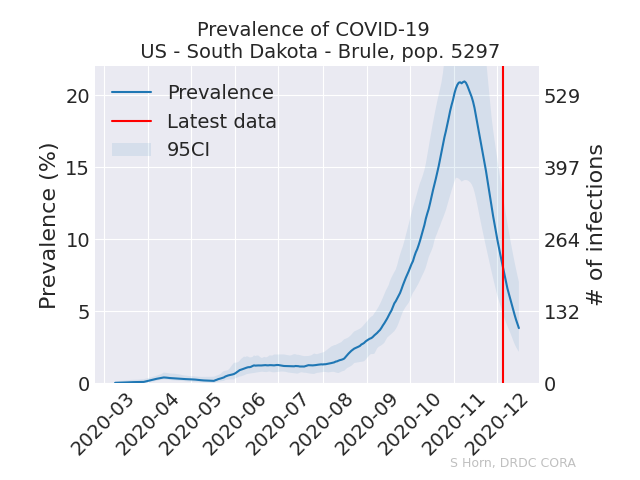 Prevalence of COVID-19
US - South Dakota - Brule, pop. 5297
Prevalence
Latest data
95CI
Prevalence (%)
20
15
10
5
0
529
397
264
132
0
# of infections
2020-03
2020-04
2020-05
2020-06
2020-07
2020-08
2020-09
2020-10
2020-11
2020-12
S Horn, DRDC CORA